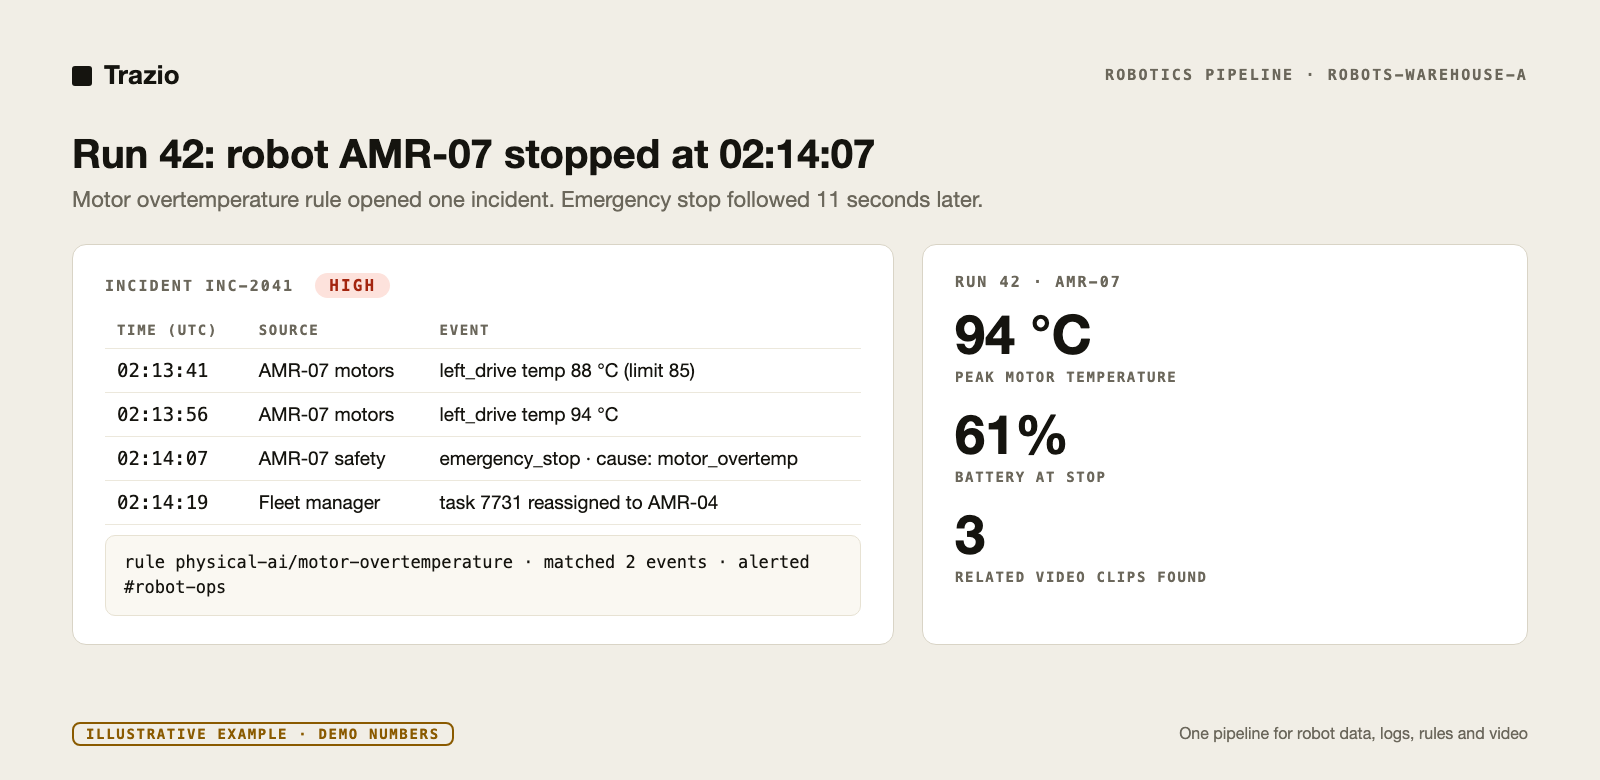 Trazio
ROBOTICS PIPELINE · ROBOTS-WAREHOUSE-A
Run 42: robot AMR-07 stopped at 02:14:07
Motor overtemperature rule opened one incident. Emergency stop followed 11 seconds later.
INCIDENT INC-2041 HIGH
TIME (UTC) SOURCE EVENT
02:13:41 AMR-07 motors left_drive temp 88 °C (limit 85)
02:13:56 AMR-07 motors left_drive temp 94 °C
02:14:07 AMR-07 safety emergency_stop · cause: motor_overtemp
02:14:19 Fleet manager task 7731 reassigned to AMR-04
rule physical-ai/motor-overtemperature · matched 2 events · alerted
#robot-ops
RUN 42 · AMR-07
94 °C
PEAK MOTOR TEMPERATURE
61%
BATTERY AT STOP
3
RELATED VIDEO CLIPS FOUND
ILLUSTRATIVE EXAMPLE · DEMO NUMBERS
One pipeline for robot data, logs, rules and video